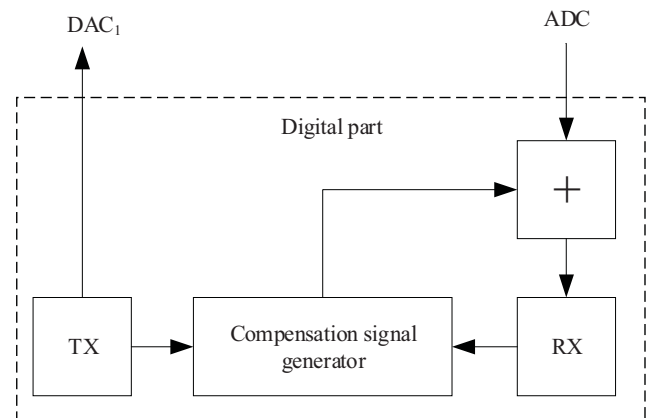 DAC₁
ADC
Digital part
+
TX
Compensation signal
generator
RX